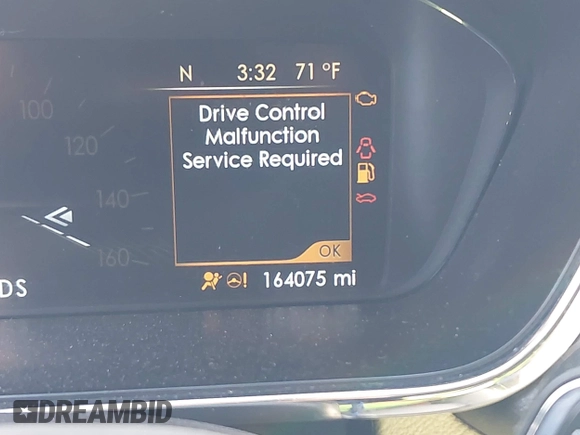 N 3:32 71 °F
100
Drive Control
Malfunction
Service Required
120
140
OK
160
DS
164075 mi
DREAMBID